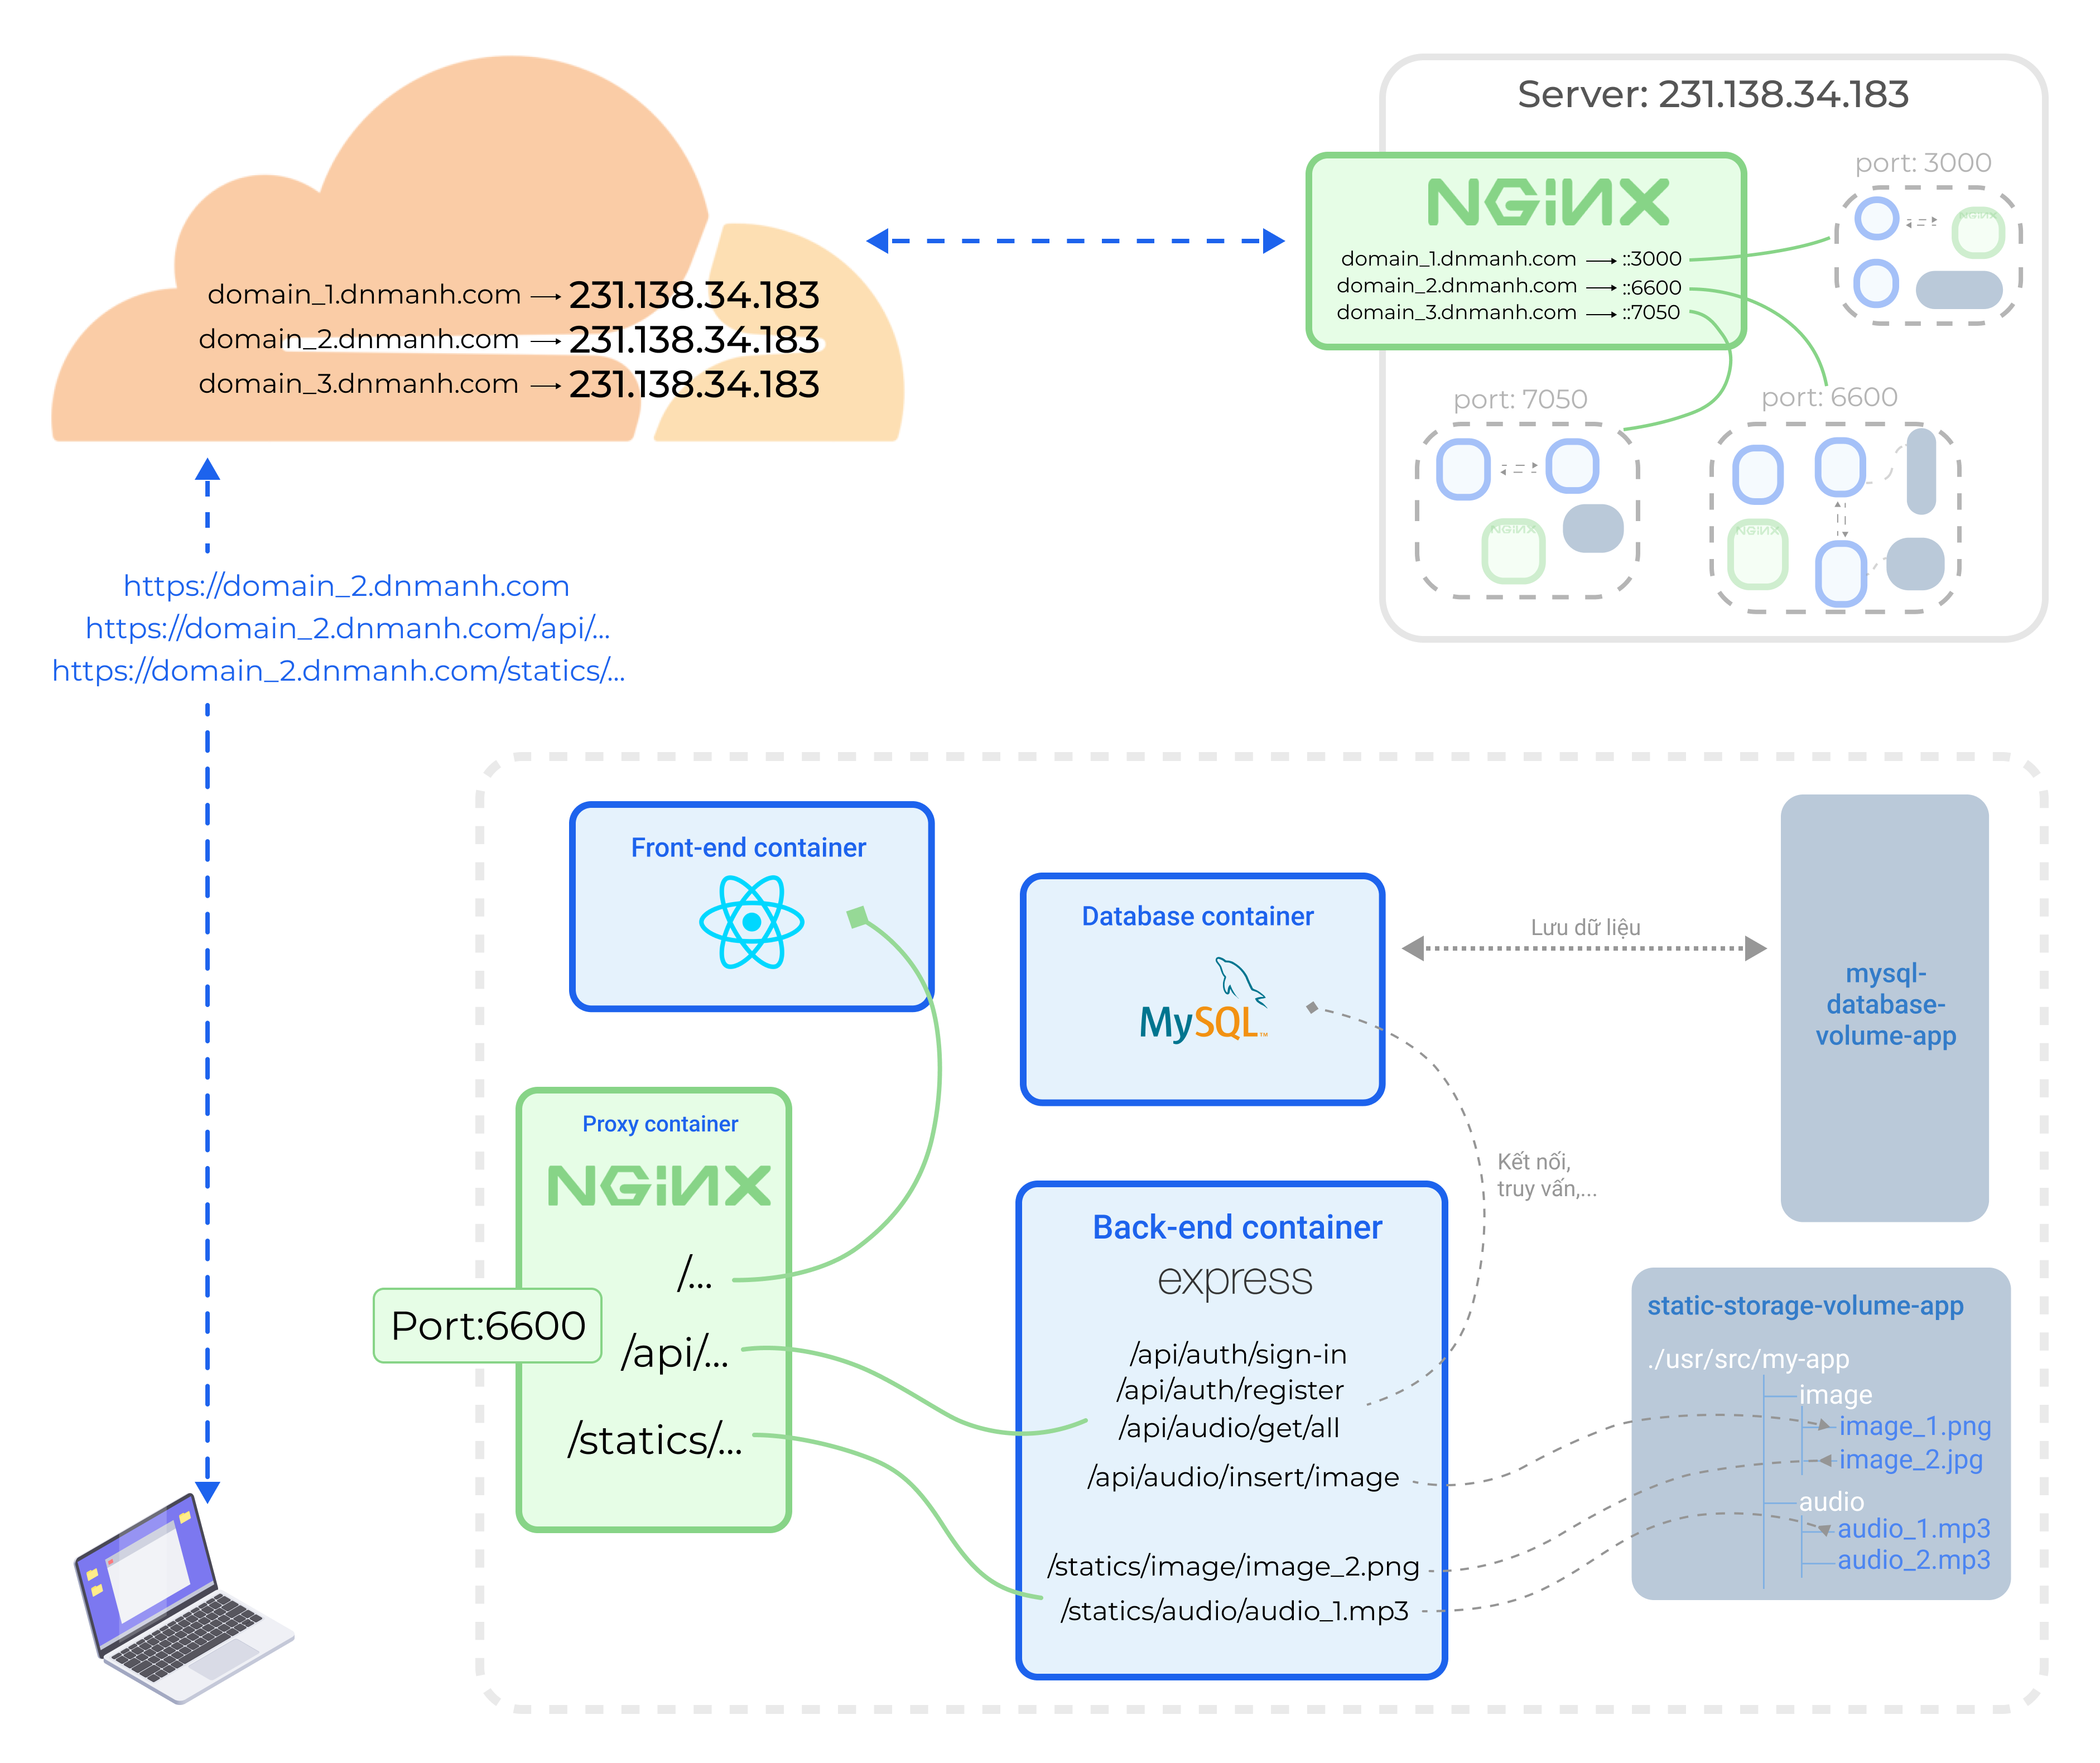 domain_1.dnmanh.com → 231.138.34.183
domain_2.dnmanh.com → 231.138.34.183
domain_3.dnmanh.com → 231.138.34.183
Server: 231.138.34.183
NGiNX
domain_1.dnmanh.com → ::3000
domain_2.dnmanh.com → ::6600
domain_3.dnmanh.com → ::7050
port: 3000
NGiNX
port: 7050
NGiNX
port: 6600
NGiNX
https://domain_2.dnmanh.com
https://domain_2.dnmanh.com/api/...
https://domain_2.dnmanh.com/statics/...
Front-end container
Database container
MySQL™
Lưu dữ liệu
mysql-
database-
volume-app
Proxy container
NGiNX
/...
Port:6600
/api/...
/statics/...
Kết nối,
truy vấn,...
Back-end container
express
/api/auth/sign-in
/api/auth/register
/api/audio/get/all
/api/audio/insert/image
/statics/image/image_2.png
/statics/audio/audio_1.mp3
static-storage-volume-app
./usr/src/my-app
image
image_1.png
image_2.jpg
audio
audio_1.mp3
audio_2.mp3